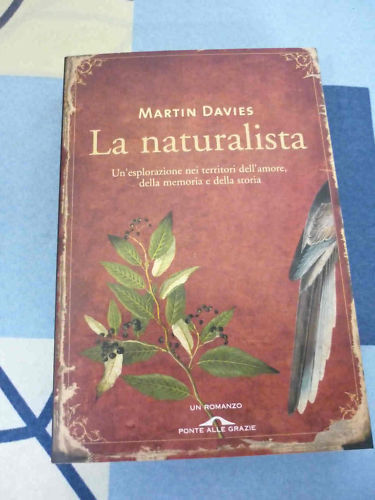 MARTIN DAVIES
La naturalista
Un'esplorazione nei territori dell'amore,
della memoria e della storia
UN ROMANZO
PONTE ALLE GRAZIE